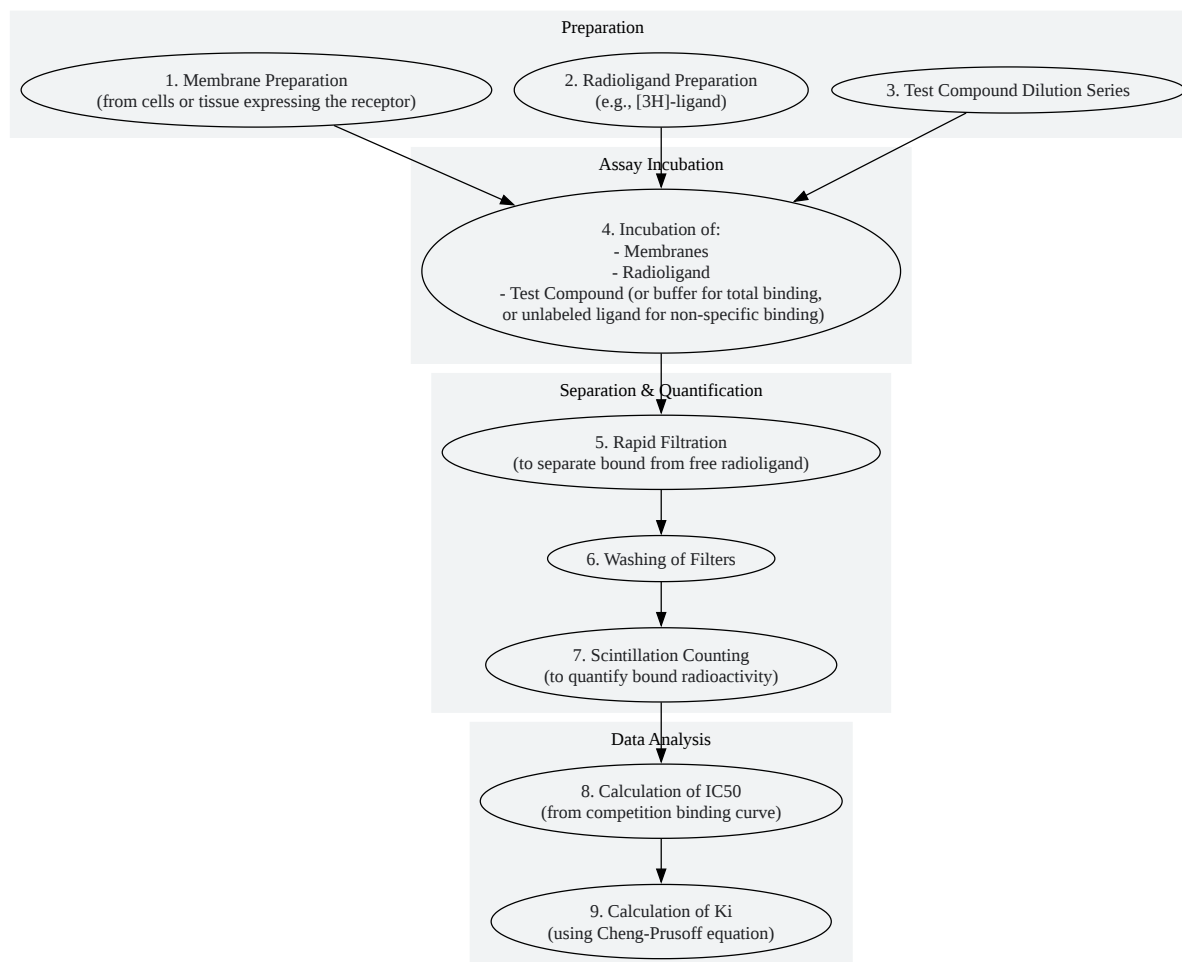 Preparation
1. Membrane Preparation
(from cells or tissue expressing the receptor)
2. Radioligand Preparation
(e.g., [3H]-ligand)
3. Test Compound Dilution Series
Assay Incubation
4. Incubation of:
- Membranes
- Radioligand
- Test Compound (or buffer for total binding,
or unlabeled ligand for non-specific binding)
Separation & Quantification
5. Rapid Filtration
(to separate bound from free radioligand)
6. Washing of Filters
7. Scintillation Counting
(to quantify bound radioactivity)
Data Analysis
8. Calculation of IC50
(from competition binding curve)
9. Calculation of Ki
(using Cheng-Prusoff equation)